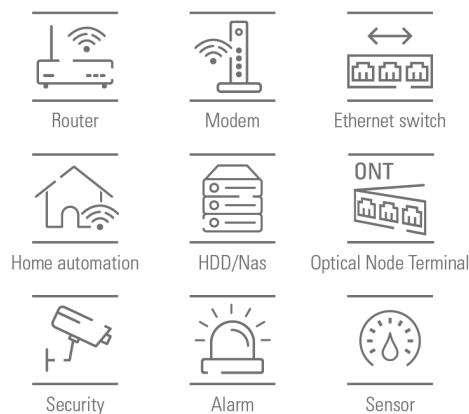 Router
Modem
Ethernet switch
ONT
Home automation
HDD/Nas
Optical Node Terminal
Security
Alarm
Sensor